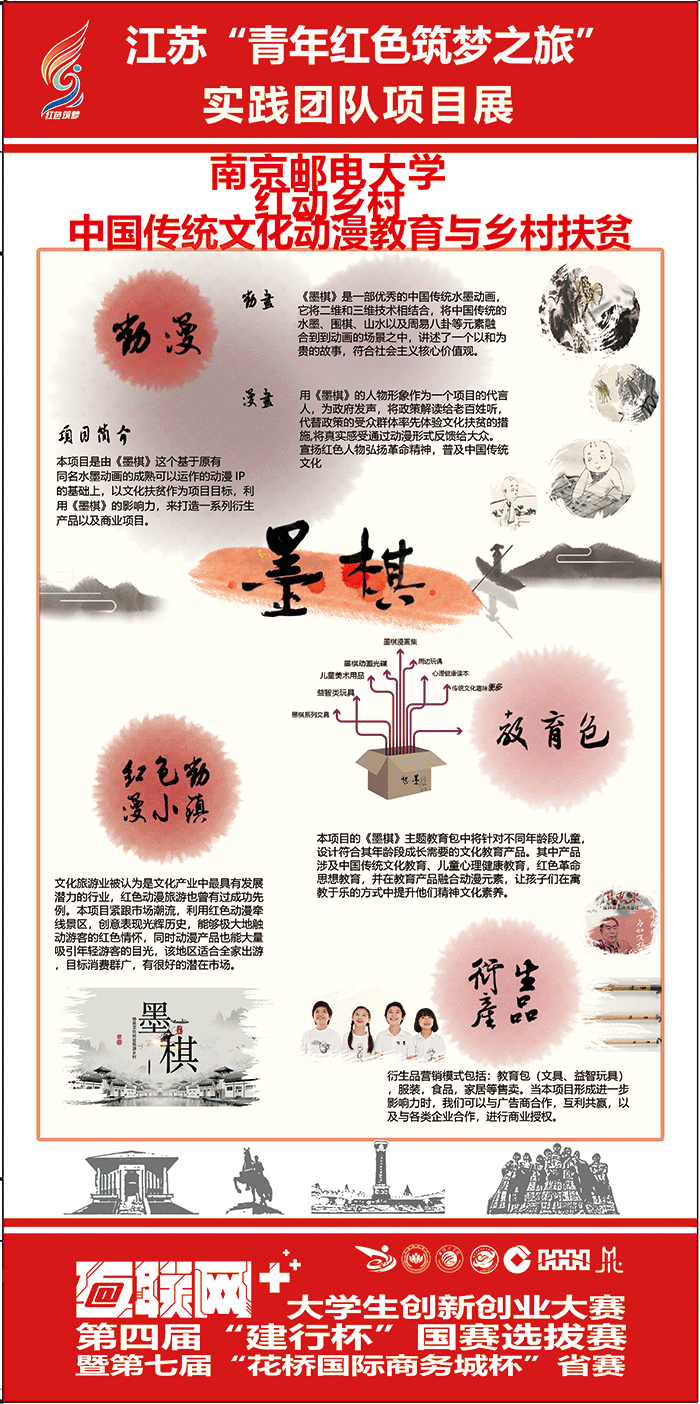 江苏“青年红色筑梦之旅”
实践团队项目展
红色筑梦
南京邮电大学
红动乡村
中国传统文化动漫教育与乡村扶贫
動漫
動畫
《墨棋》是一部优秀的中国传统水墨动画，
它将二维和三维技术相结合，将中国传统的
水墨、围棋、山水以及周易八卦等元素融
合到到动画的场景之中，讲述了一个以和为
贵的故事，符合社会主义核心价值观。
漫畫
用《墨棋》的人物形象作为一个项目的代言
人，为政府发声，将政策解读给老百姓听，
代替政策的受众群体率先体验文化扶贫的措
施,将真实感受通过动漫形式反馈给大众。
宣扬红色人物弘扬革命精神，普及中国传统
文化
项目简介
本项目是由《墨棋》这个基于原有
同名水墨动画的成熟可以运作的动漫 IP
的基础上，以文化扶贫作为项目目标，利
用《墨棋》的影响力，来打造一系列衍生
产品以及商业项目。
墨棋
墨棋漫画集
墨棋动画光碟
周边玩偶
儿童美术用品
心理健康读本
益智类玩具
传统文化趣味更多
墨棋系列文具
教育包
红色動
漫小镇
本项目的《墨棋》主题教育包中将针对不同年龄段儿童，
设计符合其年龄段成长需要的文化教育产品。其中产品
涉及中国传统文化教育、儿童心理健康教育，红色革命
思想教育，并在教育产品融合动漫元素，让孩子们在寓
教于乐的方式中提升他们精神文化素养。
文化旅游业被认为是文化产业中最具有发展
潜力的行业，红色动漫旅游也曾有过成功先
例。本项目紧跟市场潮流，利用红色动漫牵
线景区，创意表现光辉历史，能够极大地触
动游客的红色情怀，同时动漫产品也能大量
吸引年轻游客的目光，该地区适合全家出游
，目标消费群广，有很好的潜在市场。
衍生
產品
墨棋
衍生品营销模式包括：教育包（文具、益智玩具）
，服装，食品，家居等售卖。当本项目形成进一步
影响力时，我们可以与广告商合作，互利共赢，以
及与各类企业合作，进行商业授权。
互联网+
大学生创新创业大赛
第四届“建行杯”国赛选拔赛
暨第七届“花桥国际商务城杯”省赛